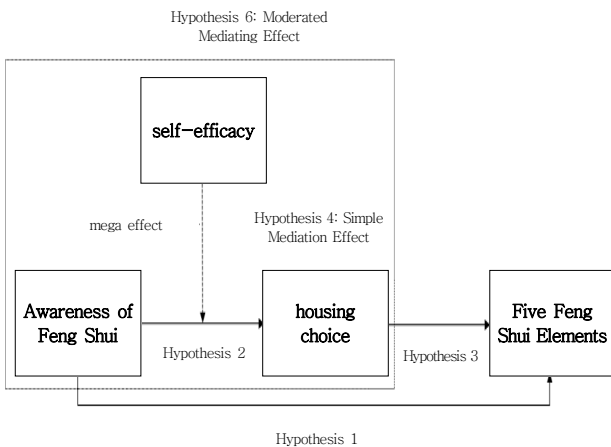 Hypothesis 6: Moderated
Mediating Effect
self-efficacy
mega effect
Hypothesis 4: Simple
Mediation Effect
Awareness of
Feng Shui
housing
choice
Five Feng
Shui Elements
Hypothesis 2
Hypothesis 3
Hypothesis 1